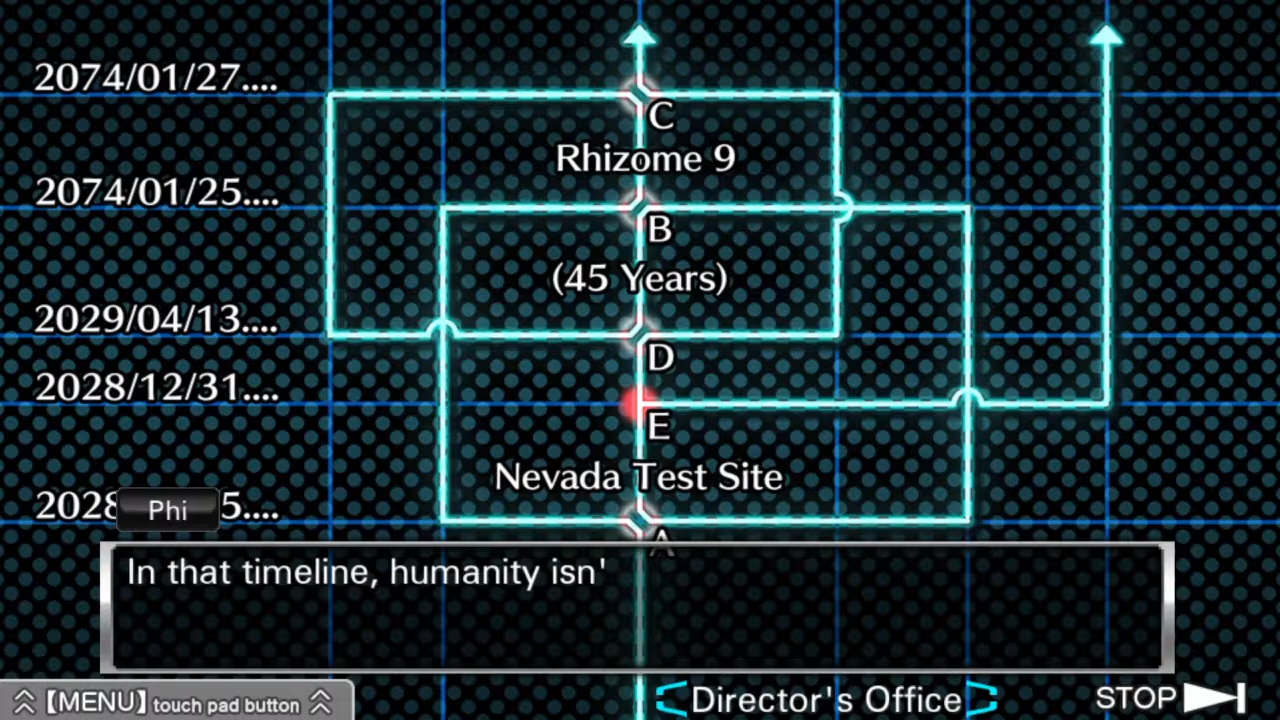 2074/01/27....
C
Rhizome 9
2074/01/25....
B
(45 Years)
2029/04/13....
D
2028/12/31....
E
Nevada Test Site
2028
5....
Phi
A
In that timeline, humanity isn'
【MENU】touch pad button
Director's Office
STOP